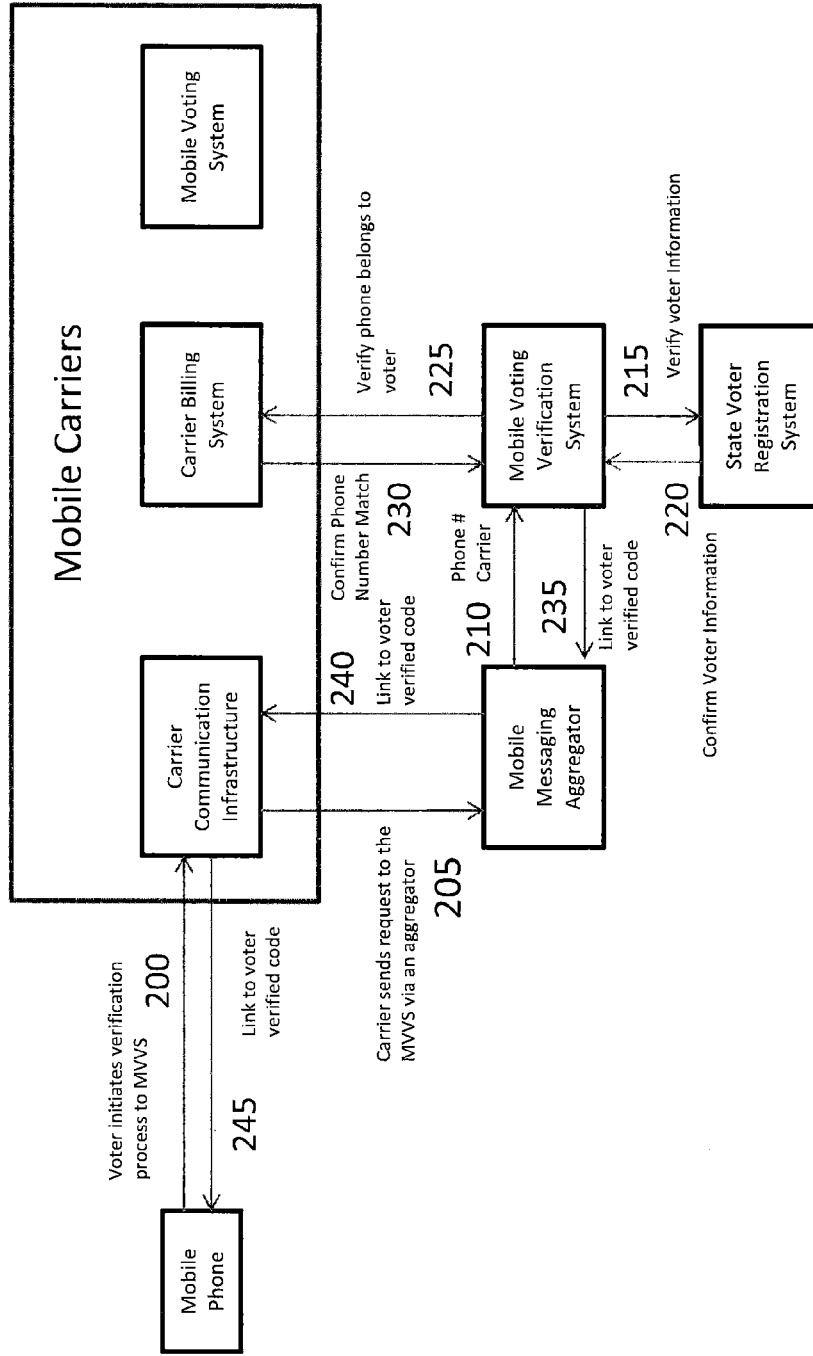 Mobile Carriers
Mobile Phone
Voter initiates verification
process to MVVS
200
245
Link to voter
verified code
Carrier
Communication
Infrastructure
Carrier Billing
System
Mobile Voting
System
Carrier sends request to the
MVVS via an aggregator
205
240
Link to voter
verified code
Confirm Phone
Number Match
230
Verify phone belongs to
voter
225
Mobile
Messaging
Aggregator
210
Phone #
Carrier
235
Link to voter
verified code
Mobile Voting
Verification
System
215
Verify voter Information
220
Confirm Voter Information
State Voter
Registration
System